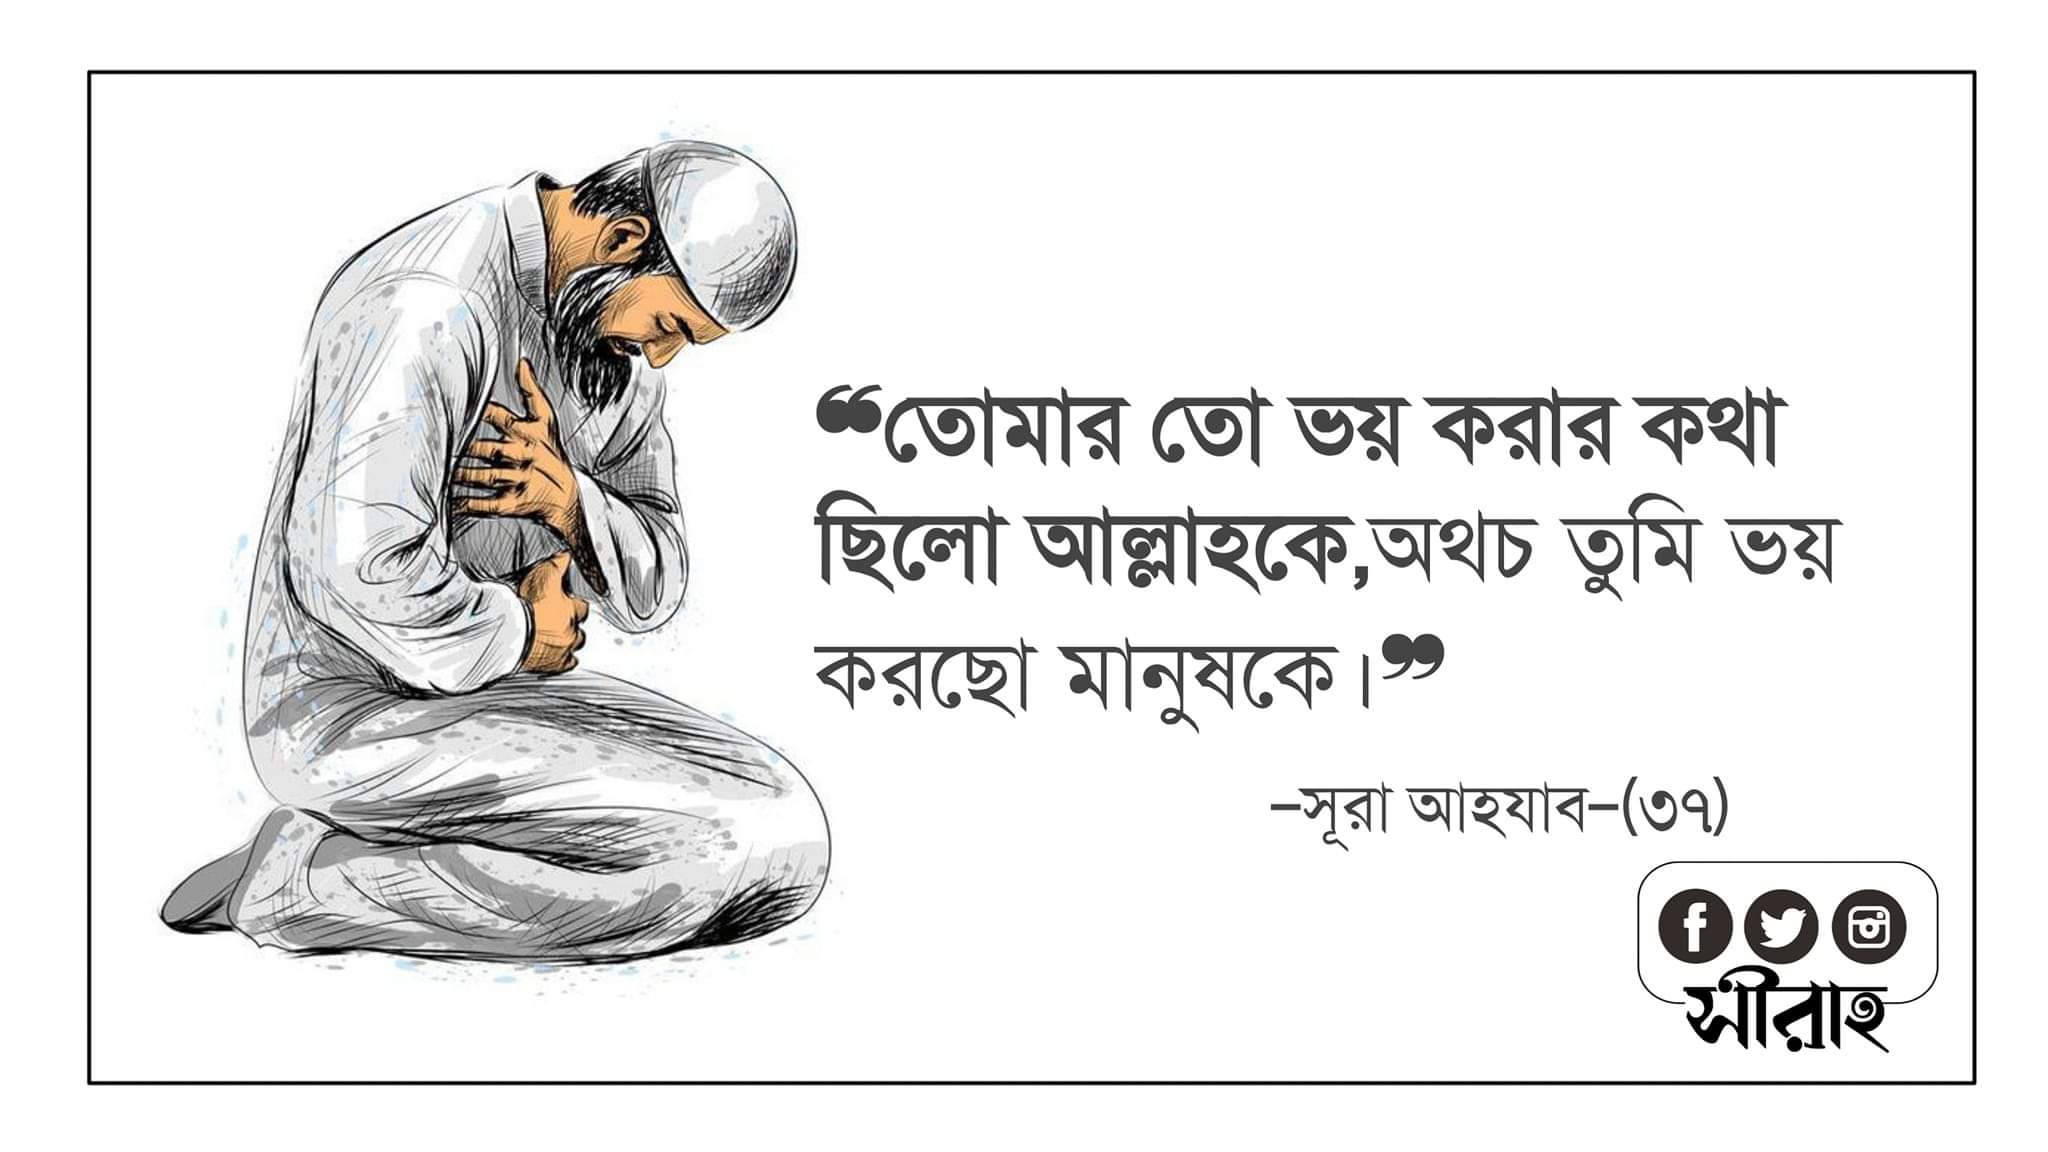 ❝তোমার তো ভয় করার কথা
ছিলো আল্লাহকে,অথচ তুমি ভয়
করছো মানুষকে।❞
–সূরা আহযাব–(৩৭)
সীরাহ